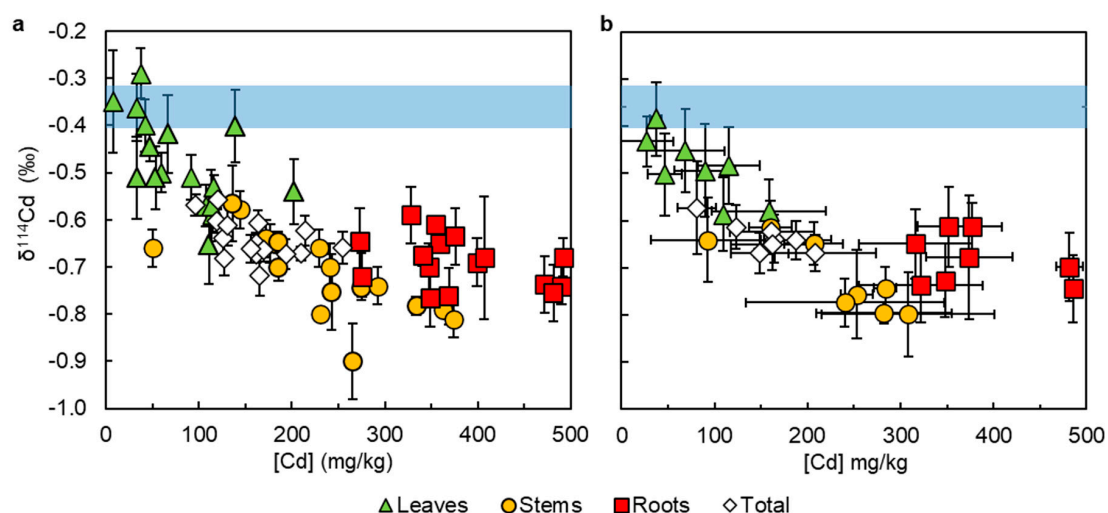 a
b
-0.2
-0.3
-0.4
-0.5
-0.6
-0.7
-0.8
-0.9
-1.0
δ¹¹⁴Cd (‰)
0 100 200 300 400 500
0 100 200 300 400 500
[Cd] (mg/kg)
[Cd] mg/kg
Leaves Stems Roots Total